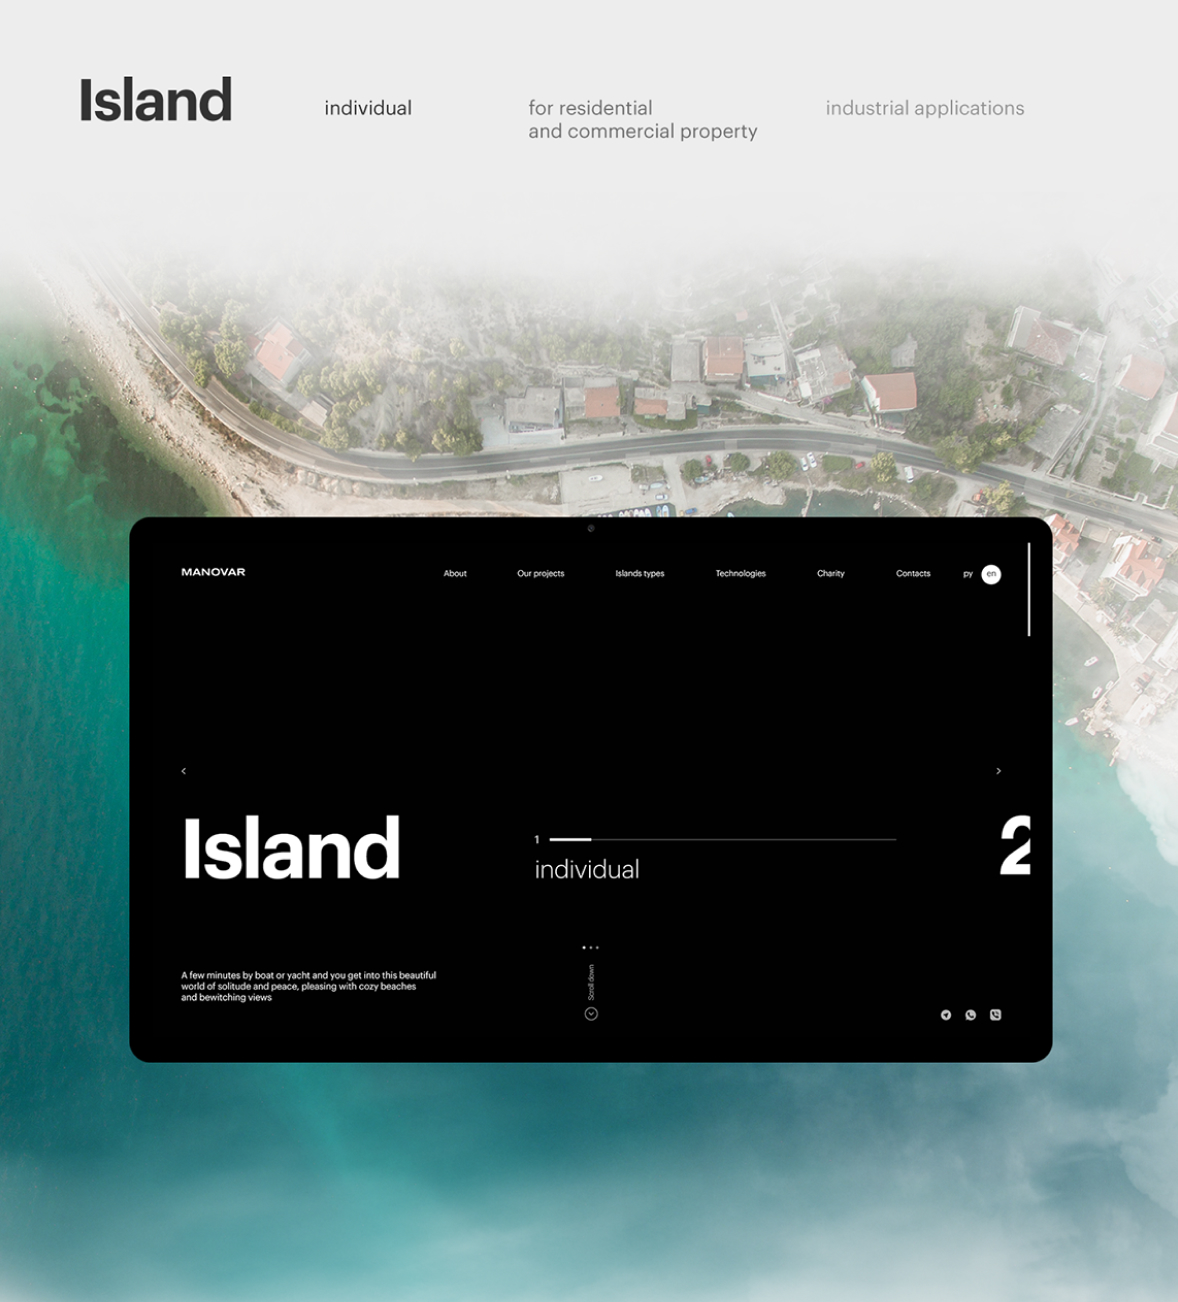 Island
individual
for residential
and commercial property
industrial applications
MANOVAR
About
Our projects
Islands types
Technologies
Charity
Contacts
ру
en
<
>
Island
1
individual
2
A few minutes by boat or yacht and you get into this beautiful
world of solitude and peace, pleasing with cozy beaches
and bewitching views
Scroll down